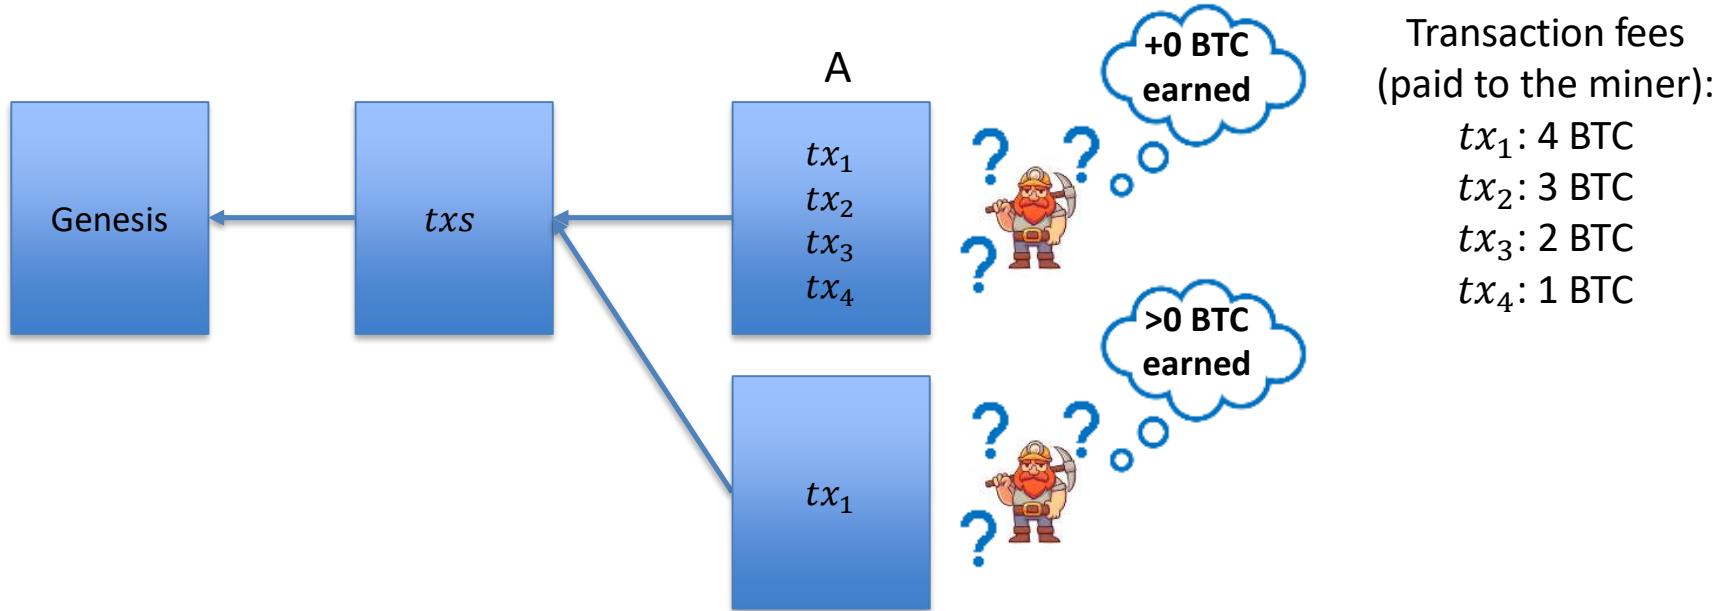 Genesis
txs
A
tx₁
tx₂
tx₃
tx₄
tx₁
? ? ?
+0 BTC
earned
? ? ?
>0 BTC
earned
Transaction fees
(paid to the miner):
tx₁: 4 BTC
tx₂: 3 BTC
tx₃: 2 BTC
tx₄: 1 BTC